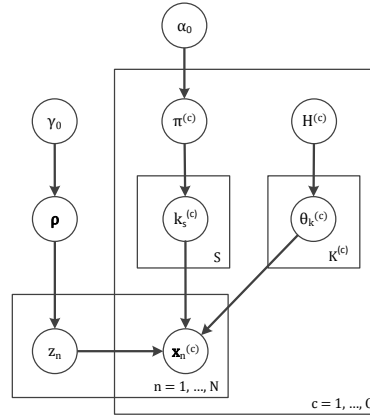 α₀
γ₀
π⁽ᶜ⁾
H⁽ᶜ⁾
ρ
kₛ⁽ᶜ⁾
θₖ⁽ᶜ⁾
S
K⁽ᶜ⁾
zₙ
xₙ⁽ᶜ⁾
n = 1, ..., N
c = 1, ...,